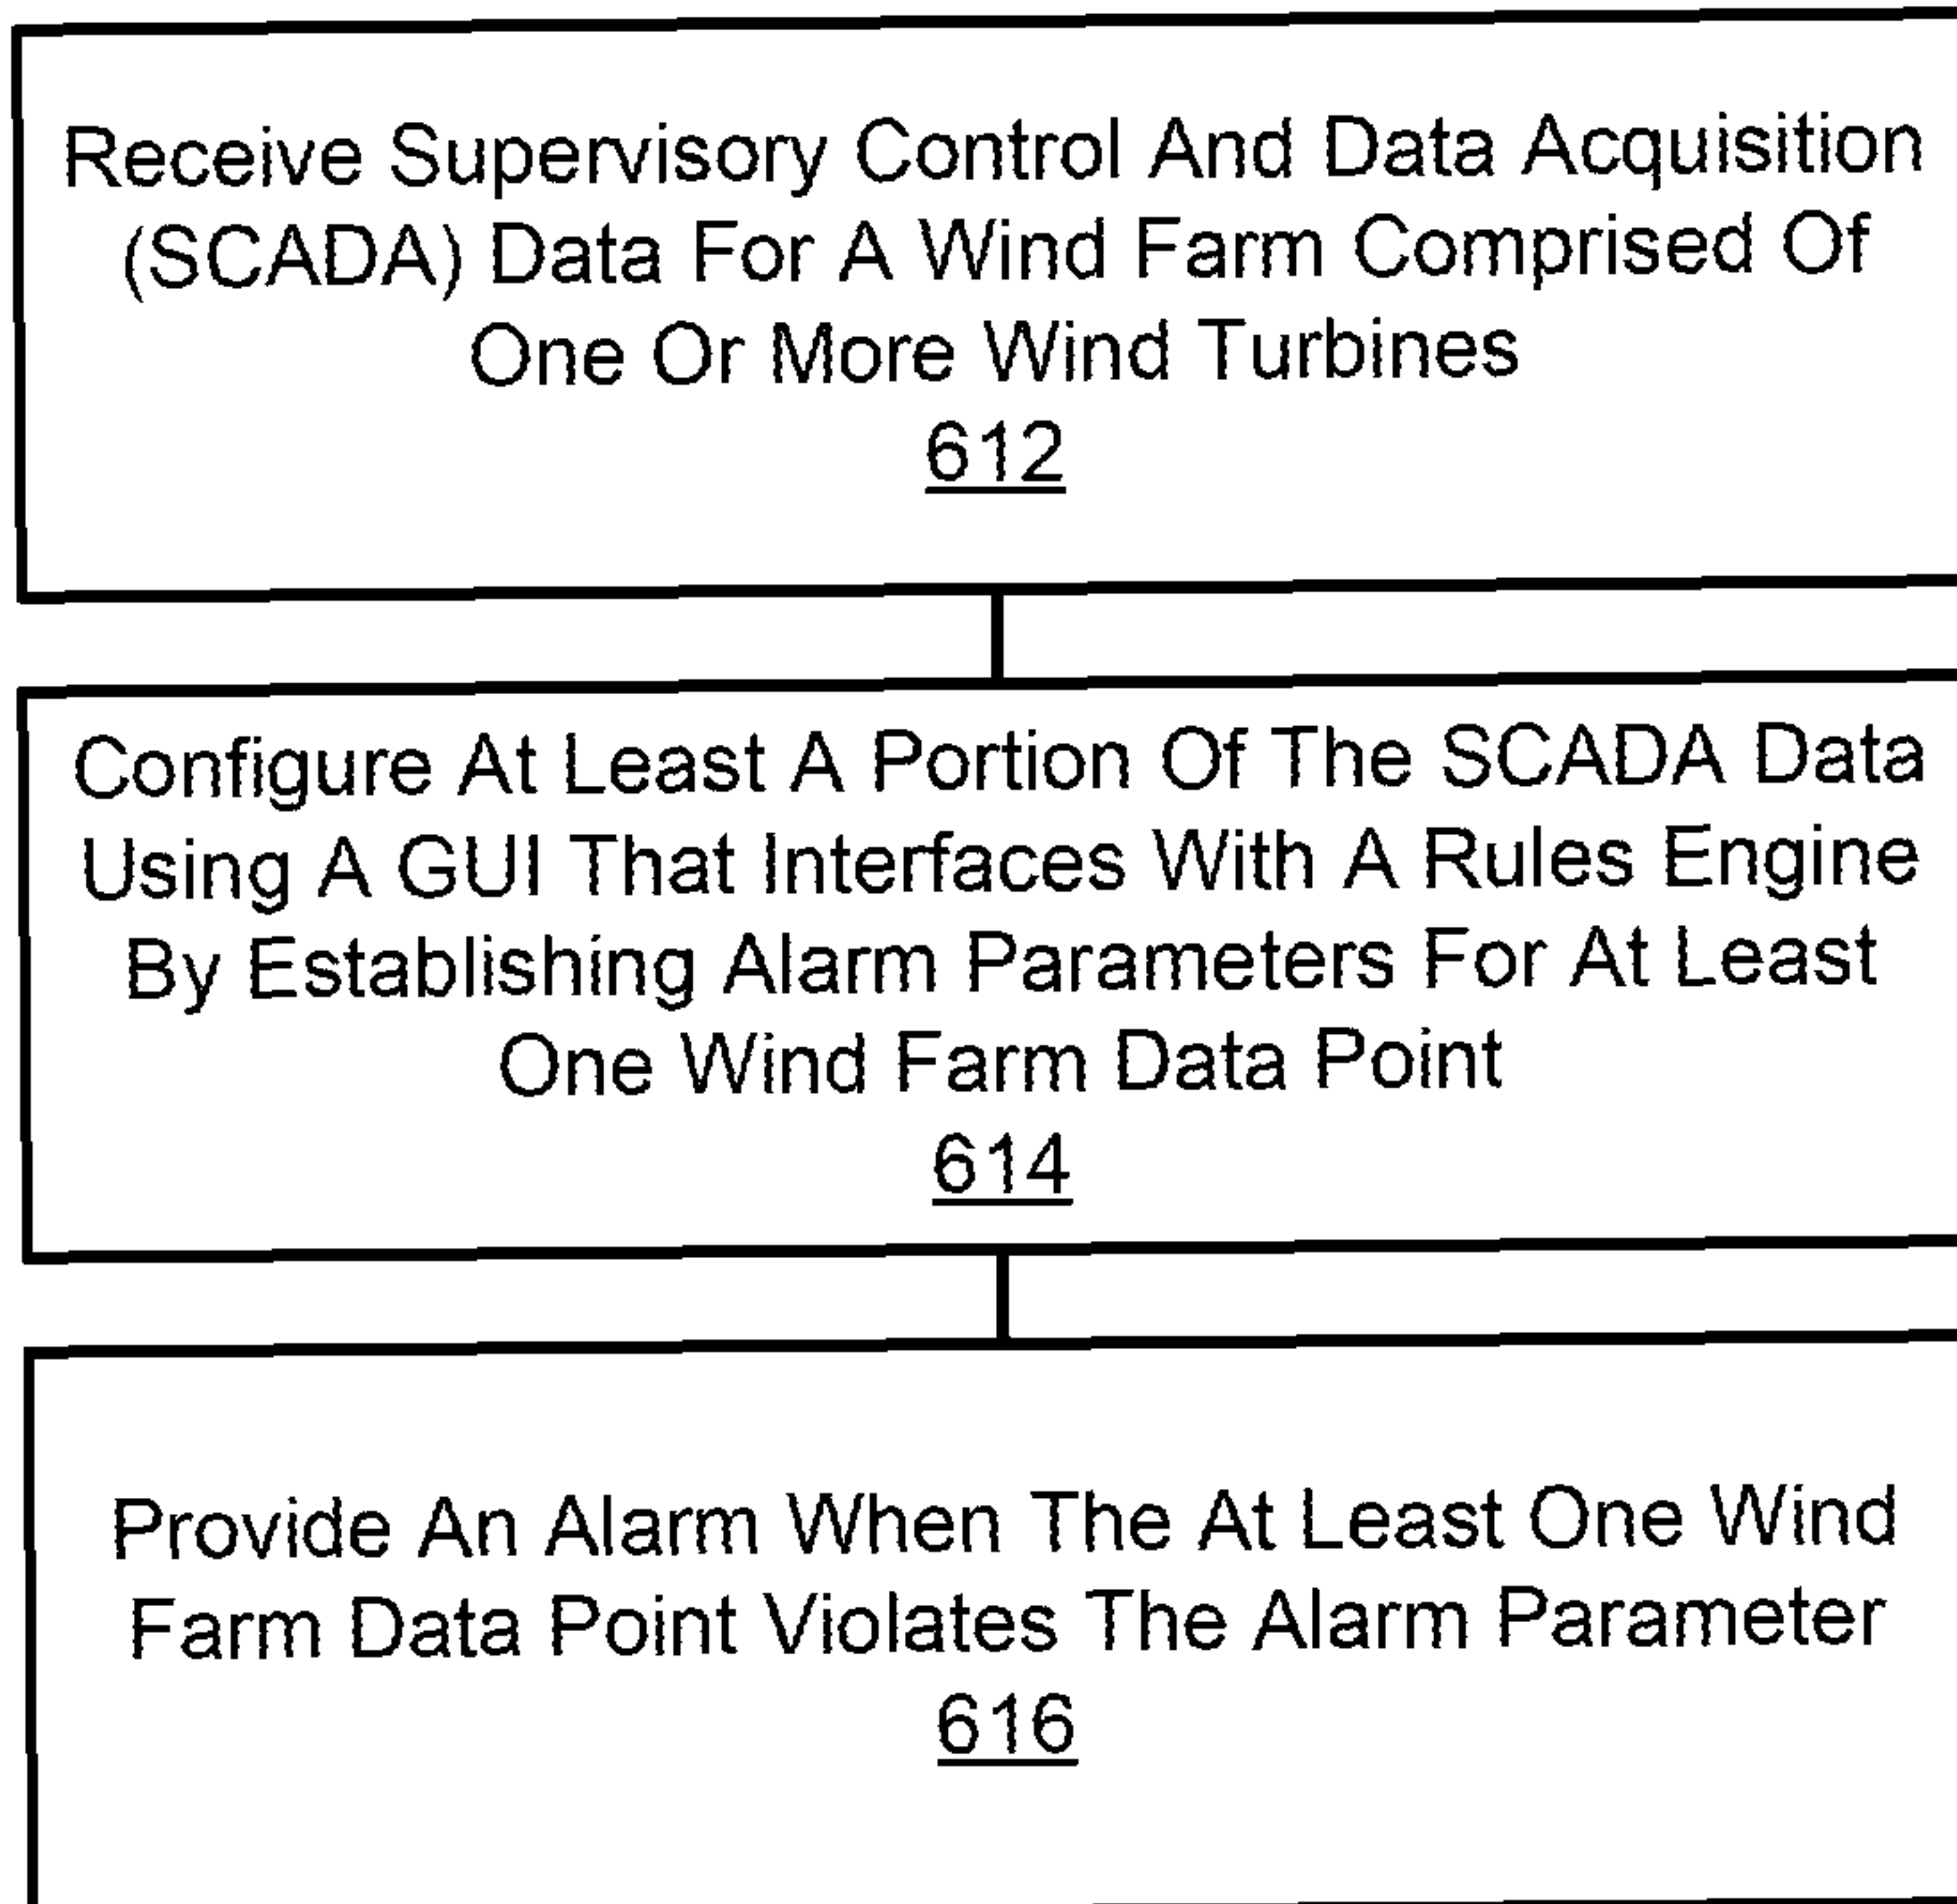 Receive Supervisory Control And Data Acquisition
(SCADA) Data For A Wind Farm Comprised Of
One Or More Wind Turbines
612
Configure At Least A Portion Of The SCADA Data
Using A GUI That Interfaces With A Rules Engine
By Establishing Alarm Parameters For At Least
One Wind Farm Data Point
614
Provide An Alarm When The At Least One Wind
Farm Data Point Violates The Alarm Parameter
616